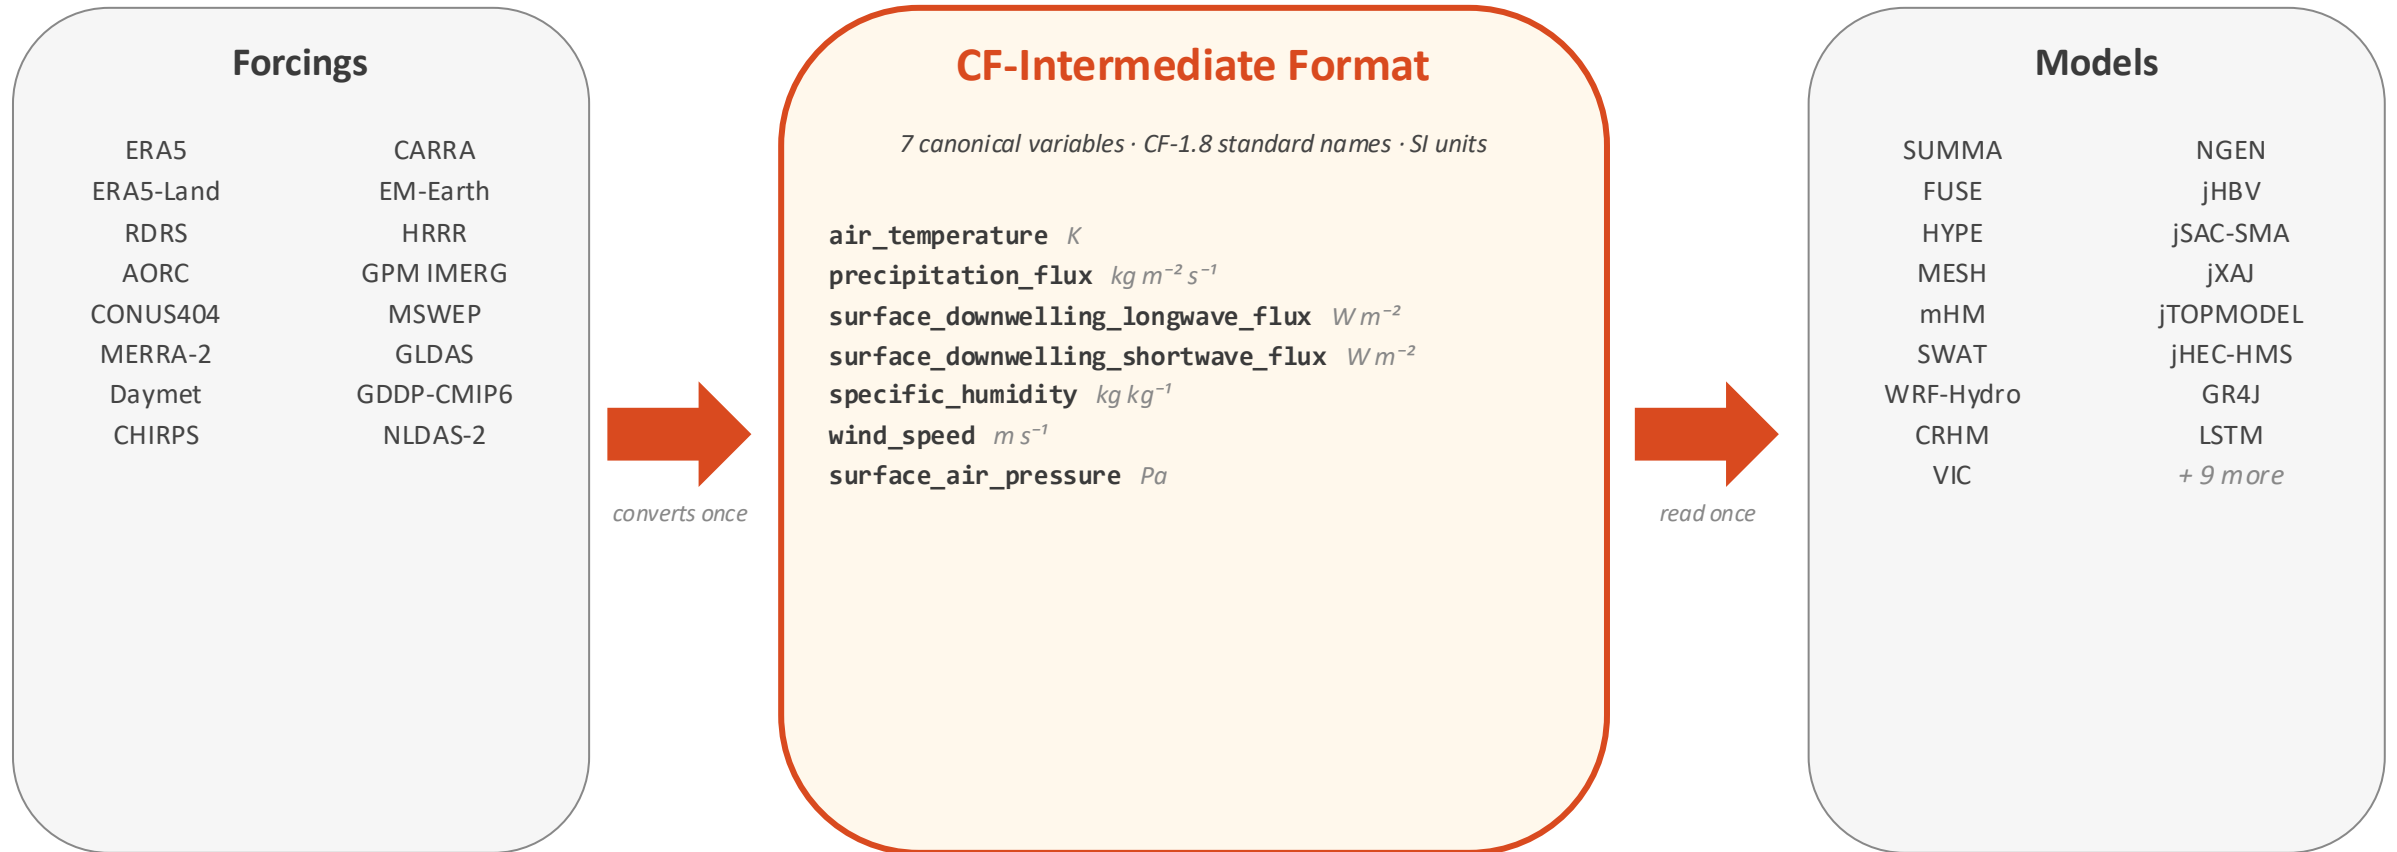 Forcings
ERA5 CARRA
ERA5-Land EM-Earth
RDRS HRRR
AORC GPM IMERG
CONUS404 MSWEP
MERRA-2 GLDAS
Daymet GDDP-CMIP6
CHIRPS NLDAS-2
converts once
CF-Intermediate Format
7 canonical variables · CF-1.8 standard names · SI units
air_temperature K
precipitation_flux kg m⁻² s⁻¹
surface_downwelling_longwave_flux W m⁻²
surface_downwelling_shortwave_flux W m⁻²
specific_humidity kg kg⁻¹
wind_speed m s⁻¹
surface_air_pressure Pa
read once
Models
SUMMA NGEN
FUSE jHBV
HYPE jSAC-SMA
MESH jXAJ
mHM jTOPMODEL
SWAT jHEC-HMS
WRF-Hydro GR4J
CRHM LSTM
VIC + 9 more